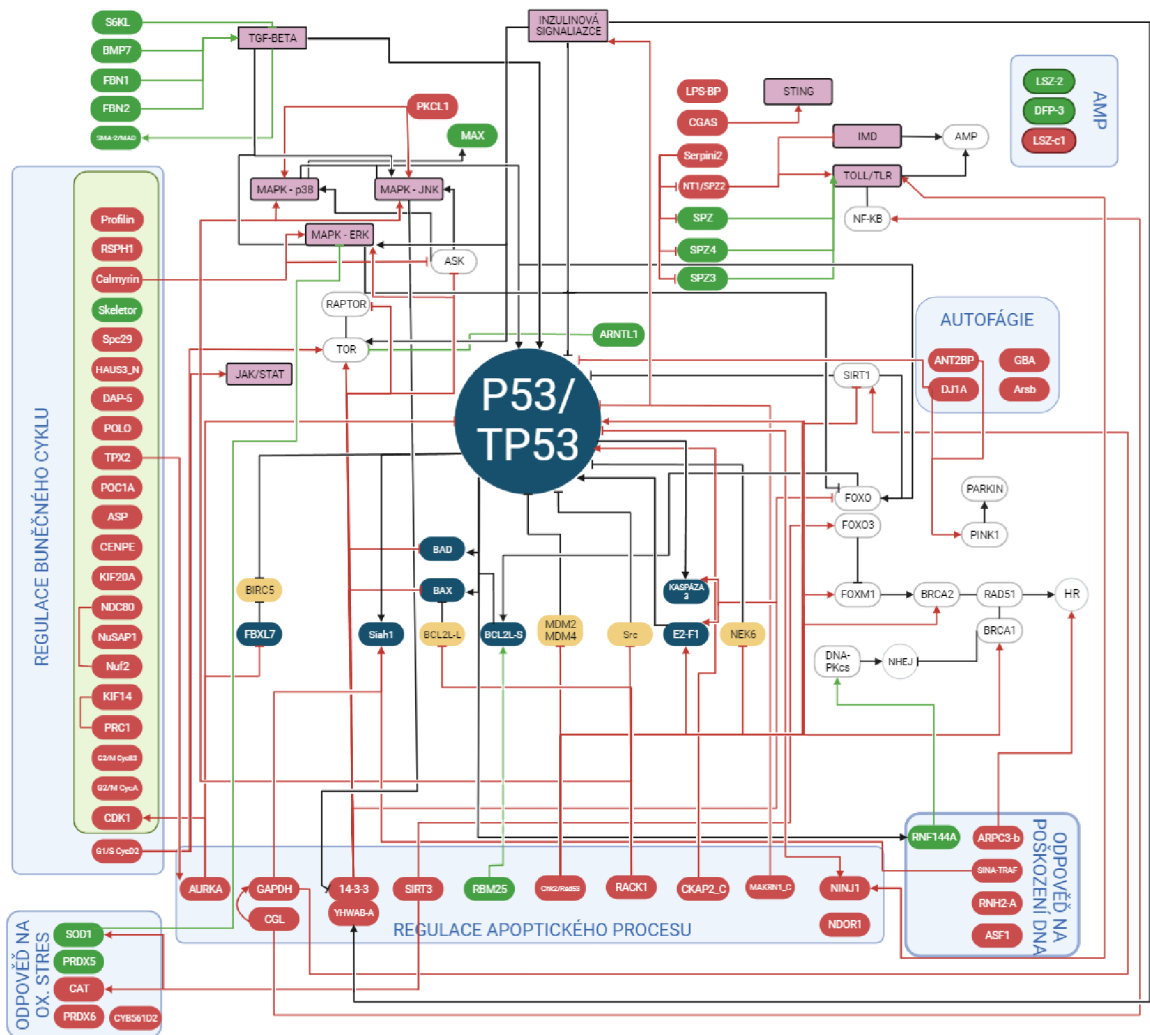 S6KL
BMP7
FBN1
FBN2
SMA-2/MAD
TGF-BETA
INZULINOVÁ
SIGNALIAZCE
PKCL1
MAX
MAPK - p38
MAPK - JNK
MAPK - ERK
ASK
RAPTOR
TOR
JAK/STAT
ARNTL1
LPS-BP
CGAS
Serpini2
NT1/SPZ2
SPZ
SPZ4
SPZ3
STING
IMD
TOLL/TLR
AMP
NF-KB
LSZ-2
DFP-3
LSZ-c1
AMP
REGULACE BUNĚČNÉHO CYKLU
Profilin
RSPH1
Calmyrin
Skeletor
Spc29
HAUS3_N
DAP-5
POLO
TPX2
POC1A
ASP
CENPE
KIF20A
NDC80
NuSAP1
Nuf2
KIF14
PRC1
G2/M CycB3
G2/M CycA
CDK1
G1/S CycD2
P53/
TP53
AUTOFÁGIE
ANT2BP
GBA
DJ1A
Arsb
SIRT1
FOXO
FOXO3
FOXM1
PARKIN
PINK1
BRCA2
RAD51
HR
BRCA1
DNA-
PKcs
NHEJ
BIRC5
FBXL7
Siah1
BAD
BAX
BCL2L-L
BCL2L-S
MDM2
MDM4
Src
KASPÁZA
3
E2-F1
NEK6
AURKA
GAPDH
CGL
14-3-3
YHWAB-A
SIRT3
RBM25
Chk2/Rad53
RACK1
CKAP2_C
MAKRN1_C
NINJ1
NDOR1
REGULACE APOPTICKÉHO PROCESU
RNF144A
ARPC3-b
SINA-TRAF
RNH2-A
ASF1
ODPOVĚĎ NA
POŠKOZENÍ DNA
ODPOVĚĎ NA
OX. STRES
SOD1
PRDX5
CAT
PRDX6
CYB561D2